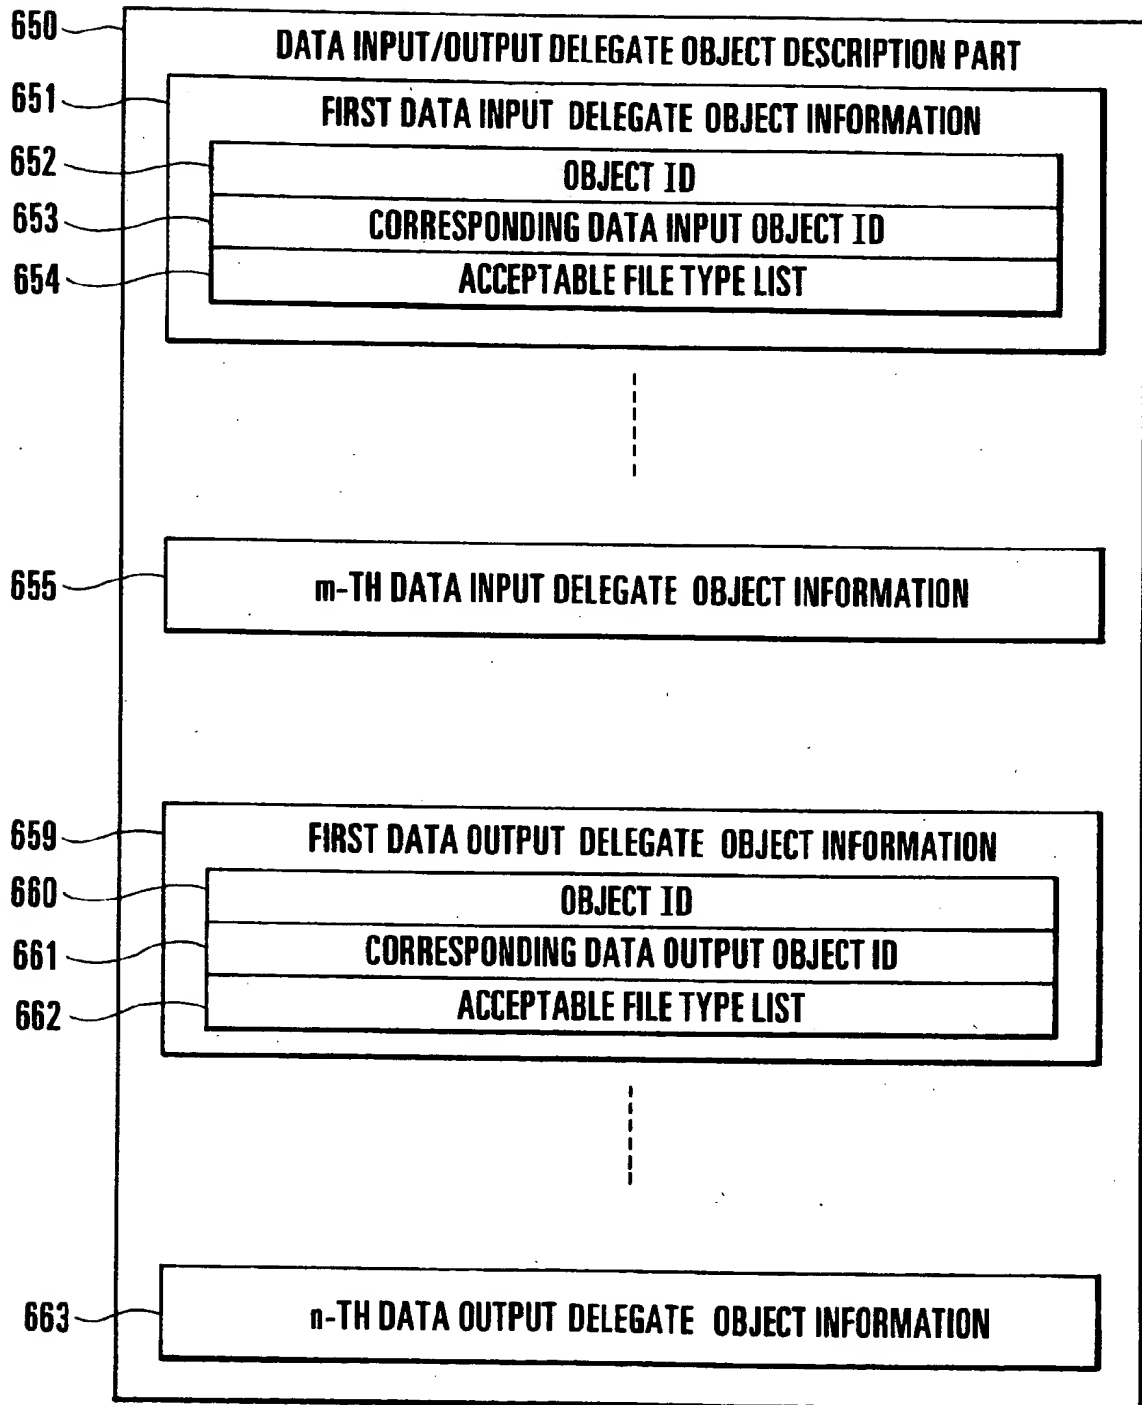 650
DATA INPUT/OUTPUT DELEGATE OBJECT DESCRIPTION PART
651
FIRST DATA INPUT DELEGATE OBJECT INFORMATION
652
OBJECT ID
653
CORRESPONDING DATA INPUT OBJECT ID
654
ACCEPTABLE FILE TYPE LIST
655
m-TH DATA INPUT DELEGATE OBJECT INFORMATION
659
FIRST DATA OUTPUT DELEGATE OBJECT INFORMATION
660
OBJECT ID
661
CORRESPONDING DATA OUTPUT OBJECT ID
662
ACCEPTABLE FILE TYPE LIST
663
n-TH DATA OUTPUT DELEGATE OBJECT INFORMATION